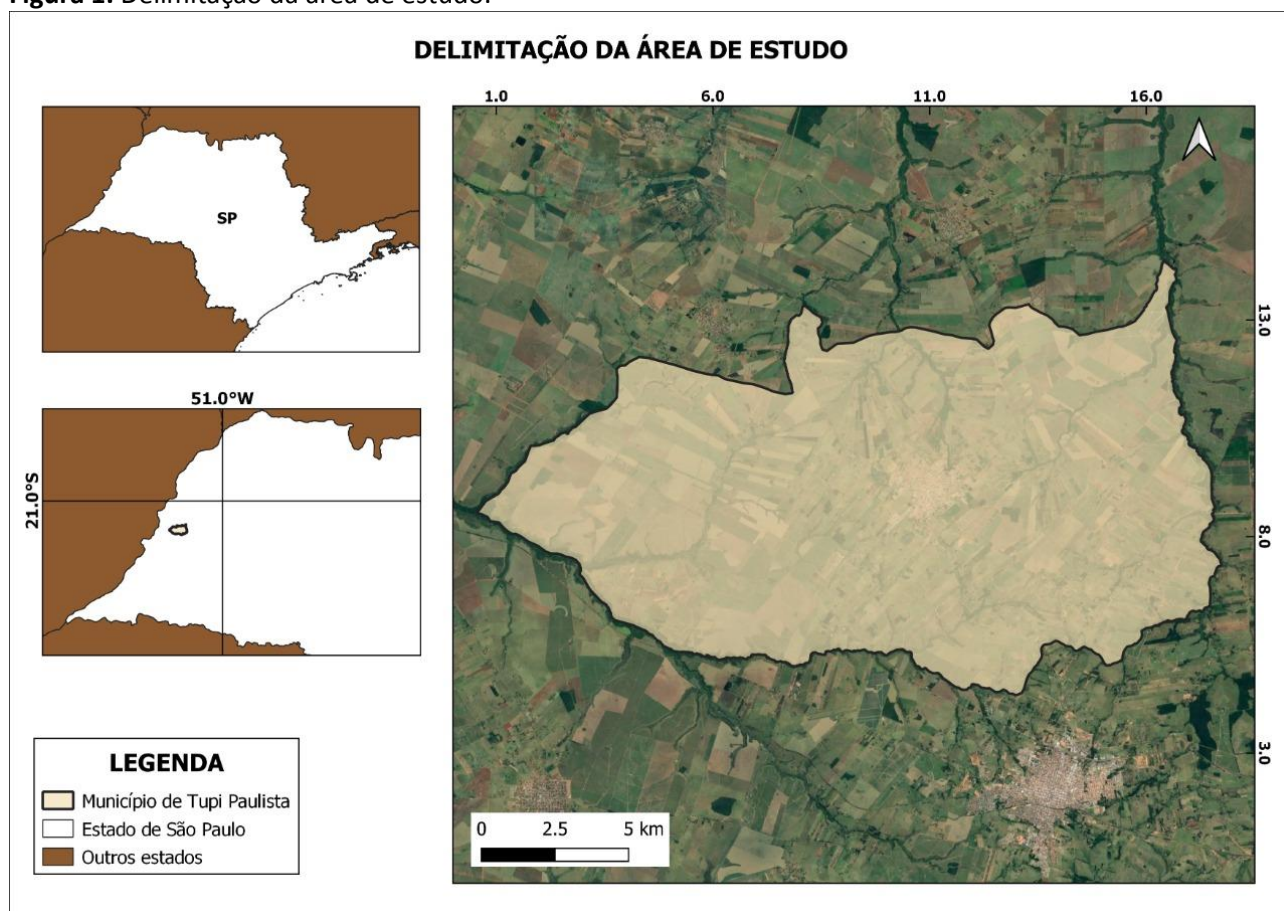 Figura 1. Delimitação da área de estudo.
DELIMITAÇÃO DA ÁREA DE ESTUDO
SP
51.0°W
21.0°S
1.0 6.0 11.0 16.0
13.0
8.0
3.0
0 2.5 5 km
LEGENDA
Município de Tupi Paulista
Estado de São Paulo
Outros estados